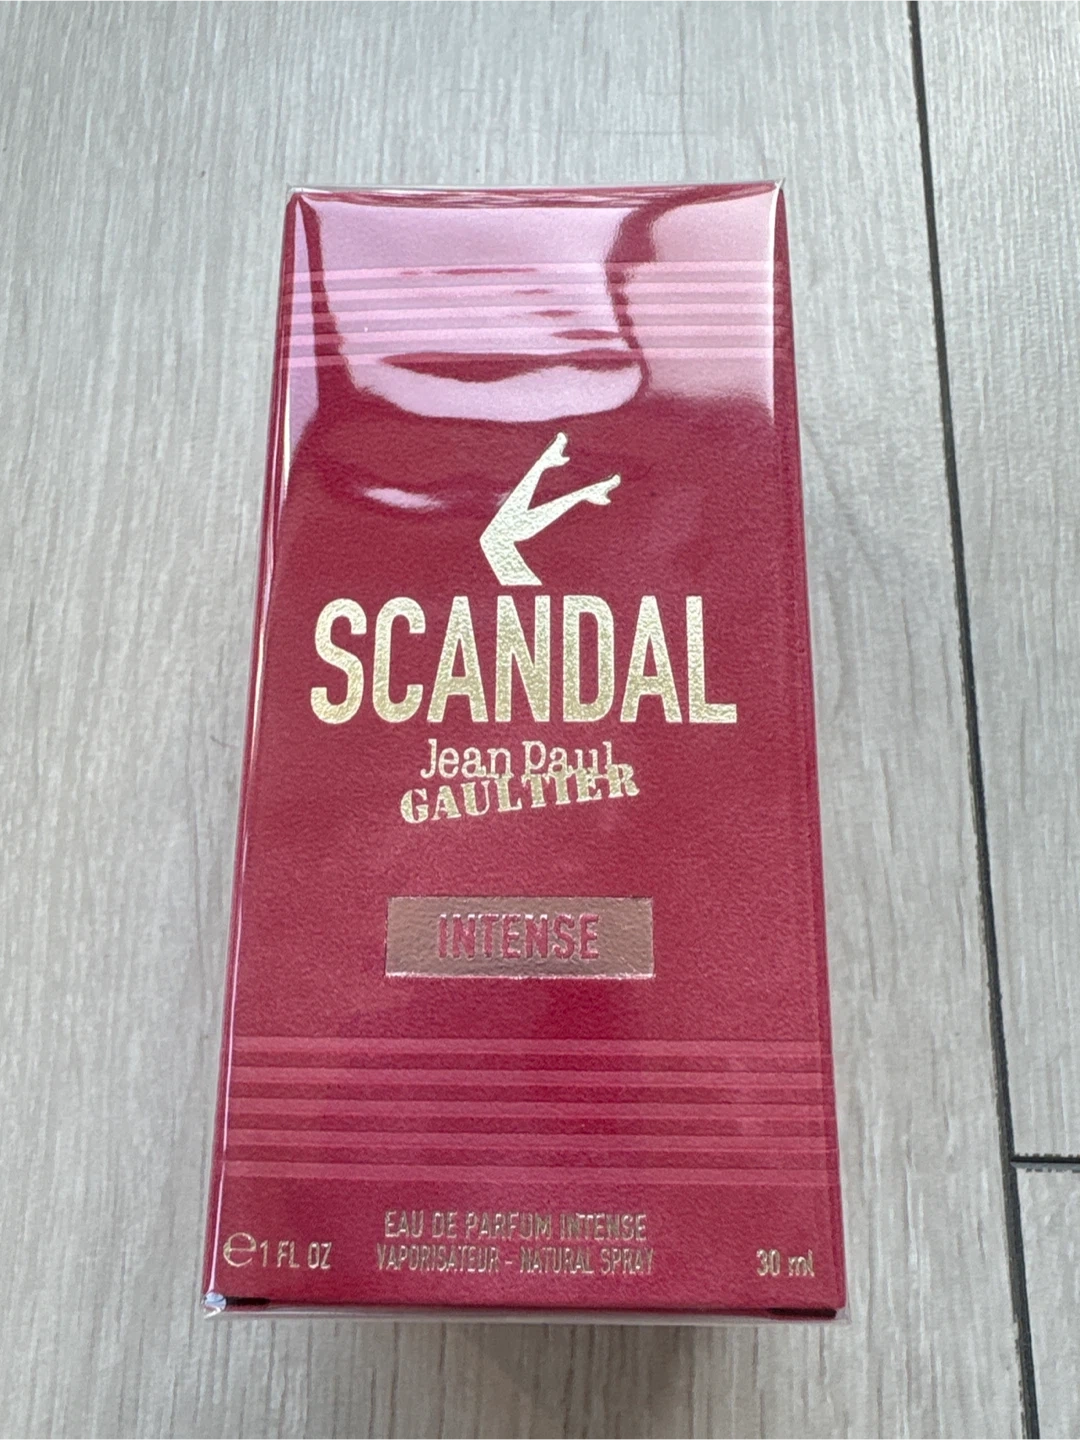 SCANDAL
Jean Paul
GAULTIER
INTENSE
EAU DE PARFUM INTENSE
VAPORISATEUR - NATURAL SPRAY
℮ 1 FL OZ
30 ml